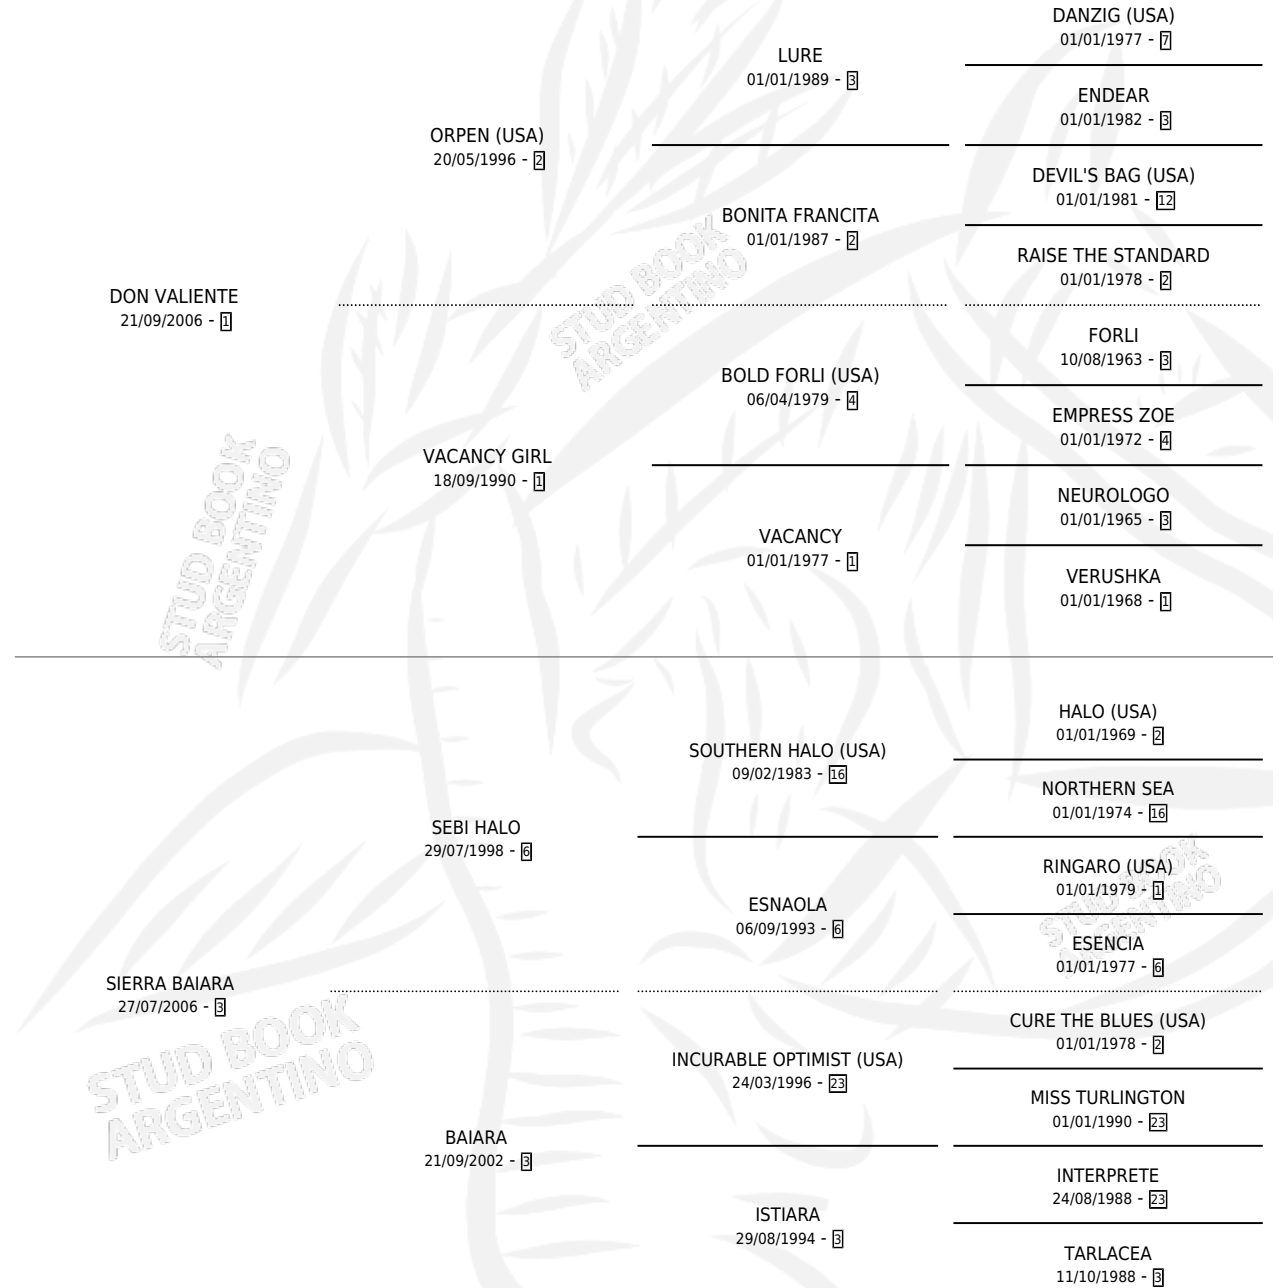 DANZIG (USA)
01/01/1977 - 7
LURE
01/01/1989 - 3
ENDEAR
01/01/1982 - 3
ORPEN (USA)
20/05/1996 - 2
DEVIL'S BAG (USA)
01/01/1981 - 12
BONITA FRANCITA
01/01/1987 - 2
RAISE THE STANDARD
01/01/1978 - 2
DON VALIENTE
21/09/2006 - 1
FORLI
10/08/1963 - 3
BOLD FORLI (USA)
06/04/1979 - 4
EMPRESS ZOE
01/01/1972 - 4
VACANCY GIRL
18/09/1990 - 1
NEUROLOGO
01/01/1965 - 3
VACANCY
01/01/1977 - 1
VERUSHKA
01/01/1968 - 1
HALO (USA)
01/01/1969 - 2
SOUTHERN HALO (USA)
09/02/1983 - 16
NORTHERN SEA
01/01/1974 - 16
SEBI HALO
29/07/1998 - 6
RINGARO (USA)
01/01/1979 - 1
ESNAOLA
06/09/1993 - 6
ESENCIA
01/01/1977 - 6
SIERRA BAIARA
27/07/2006 - 3
CURE THE BLUES (USA)
01/01/1978 - 2
INCURABLE OPTIMIST (USA)
24/03/1996 - 23
MISS TURLINGTON
01/01/1990 - 23
BAIARA
21/09/2002 - 3
INTERPRETE
24/08/1988 - 23
ISTIARA
29/08/1994 - 3
TARLACEA
11/10/1988 - 3
STUD BOOK
ARGENTINO
STUD BOOK
ARGENTINO
STUD BOOK
ARGENTINO
STUD BOOK
ARGENTINO